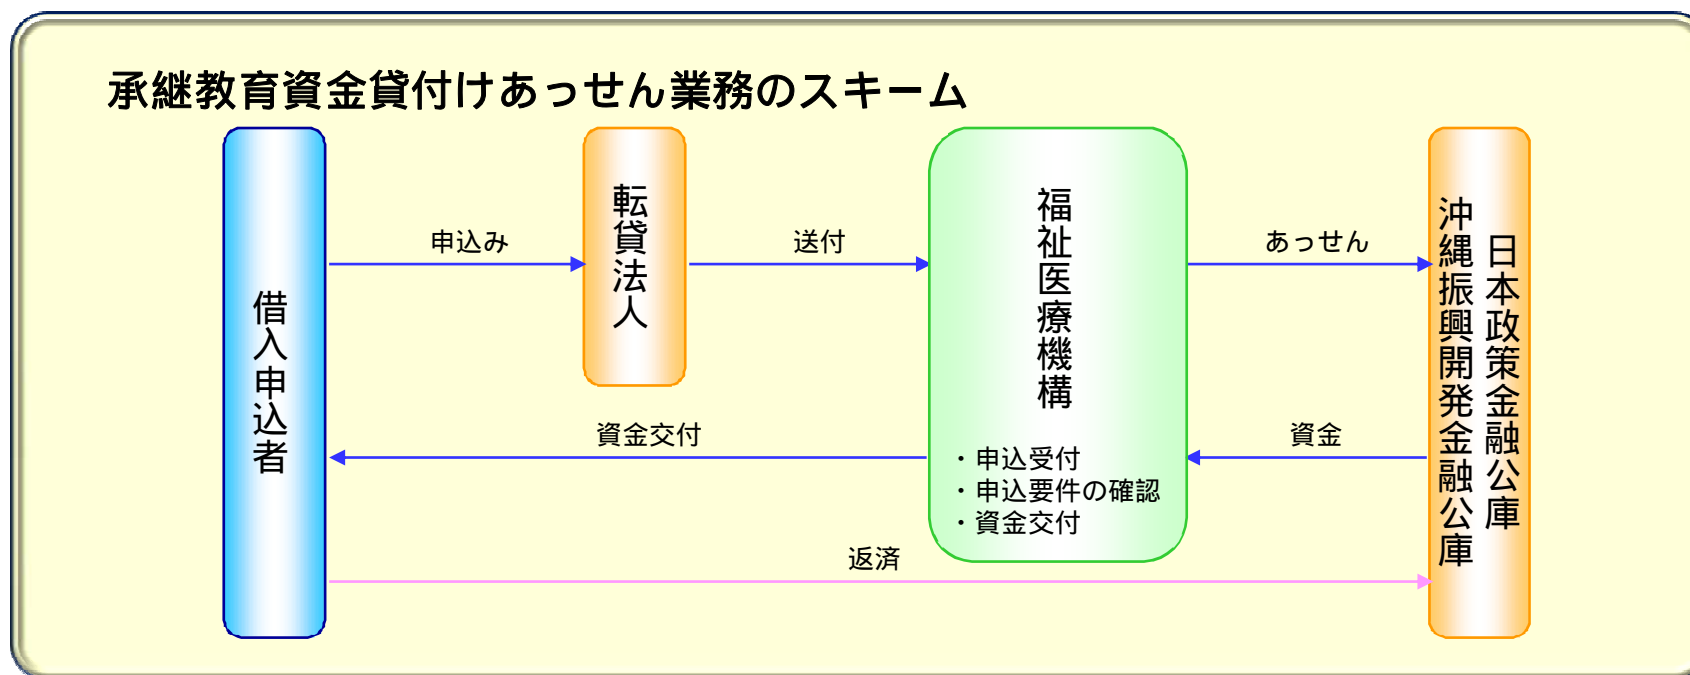 承継教育資金貸付けあっせん業務のスキーム
借入申込者
申込み
転貸法人
送付
福祉医療機構
・申込受付
・申込要件の確認
・資金交付
あっせん
日本政策金融公庫
沖縄振興開発金融公庫
資金交付
資金
返済